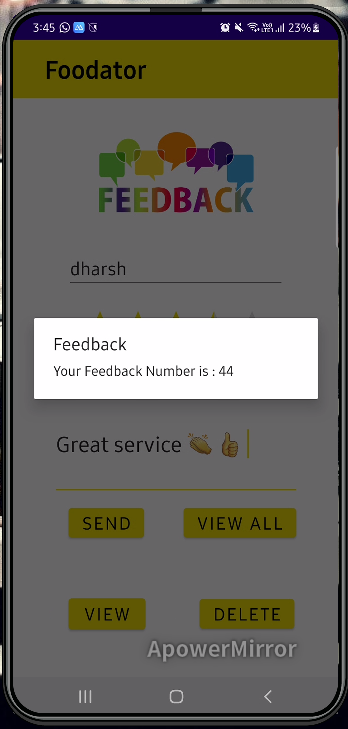 3:45
23%
Foodator
FEEDBACK
dharsh
Feedback
Your Feedback Number is : 44
Great service 👏 👍
SEND VIEW ALL
VIEW DELETE
ApowerMirror